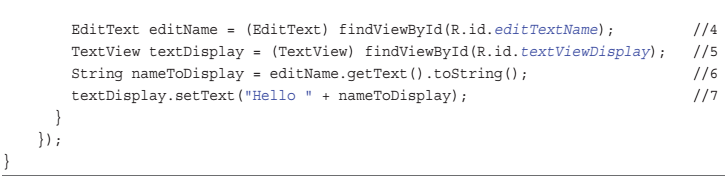 EditText editName = (EditText) findViewById(R.id.editTextName); //4
TextView textDisplay = (TextView) findViewById(R.id.textViewDisplay); //5
String nameToDisplay = editName.getText().toString(); //6
textDisplay.setText("Hello " + nameToDisplay); //7
}
});
}